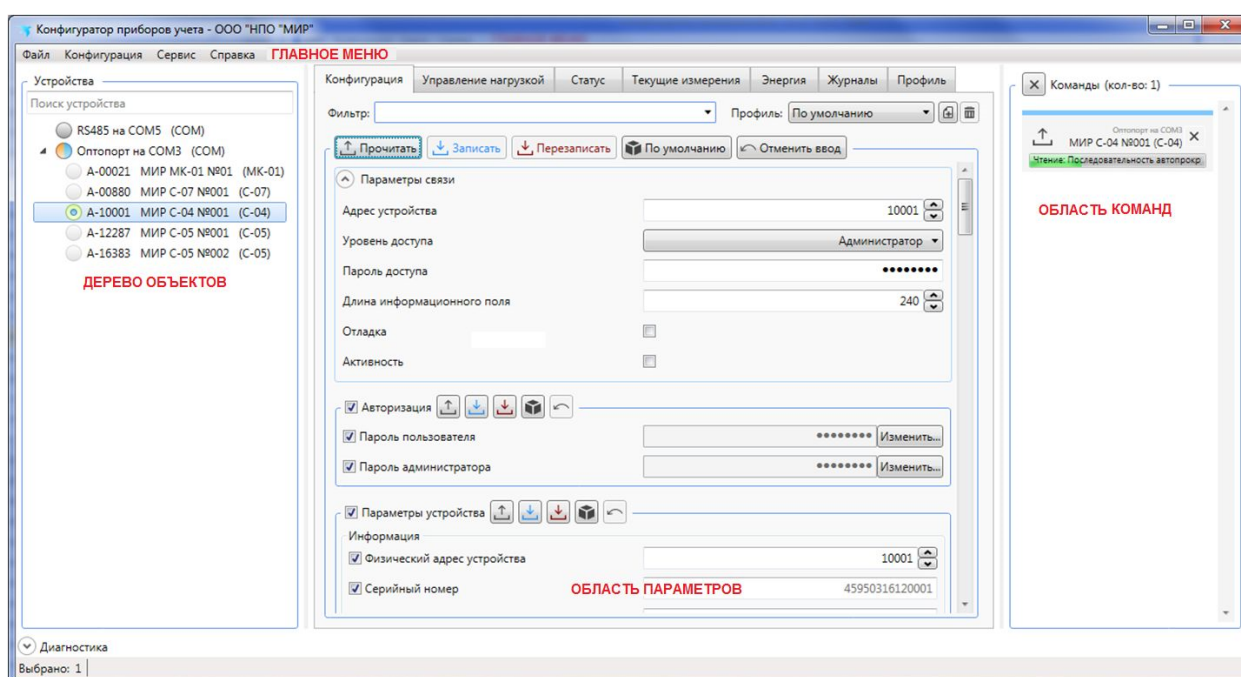 Конфигуратор приборов учета - ООО "НПО "МИР"
Файл Конфигурация Сервис Справка ГЛАВНОЕ МЕНЮ
Устройства
Поиск устройства
RS485 на COM5 (COM)
Оптопорт на COM3 (COM)
A-00021 МИР МК-01 №01 (МК-01)
A-00880 МИР С-07 №001 (С-07)
A-10001 МИР С-04 №001 (С-04)
A-12287 МИР С-05 №001 (С-05)
A-16383 МИР С-05 №002 (С-05)
ДЕРЕВО ОБЪЕКТОВ
Конфигурация Управление нагрузкой Статус Текущие измерения Энергия Журналы Профиль
Фильтр: Профиль: По умолчанию
Прочитать Записать Перезаписать По умолчанию Отменить ввод
Параметры связи
Адрес устройства 10001
Уровень доступа Администратор
Пароль доступа ●●●●●●●●
Длина информационного поля 240
Отладка
Активность
Авторизация
Пароль пользователя ●●●●●●●● Изменить...
Пароль администратора ●●●●●●●● Изменить...
Параметры устройства
Информация
Физический адрес устройства 10001
Серийный номер ОБЛАСТЬ ПАРАМЕТРОВ 45950316120001
Команды (кол-во: 1)
Оптопорт на COM3
МИР С-04 №001 (С-04)
Чтение: Последовательность автопрокр
ОБЛАСТЬ КОМАНД
Диагностика
Выбрано: 1